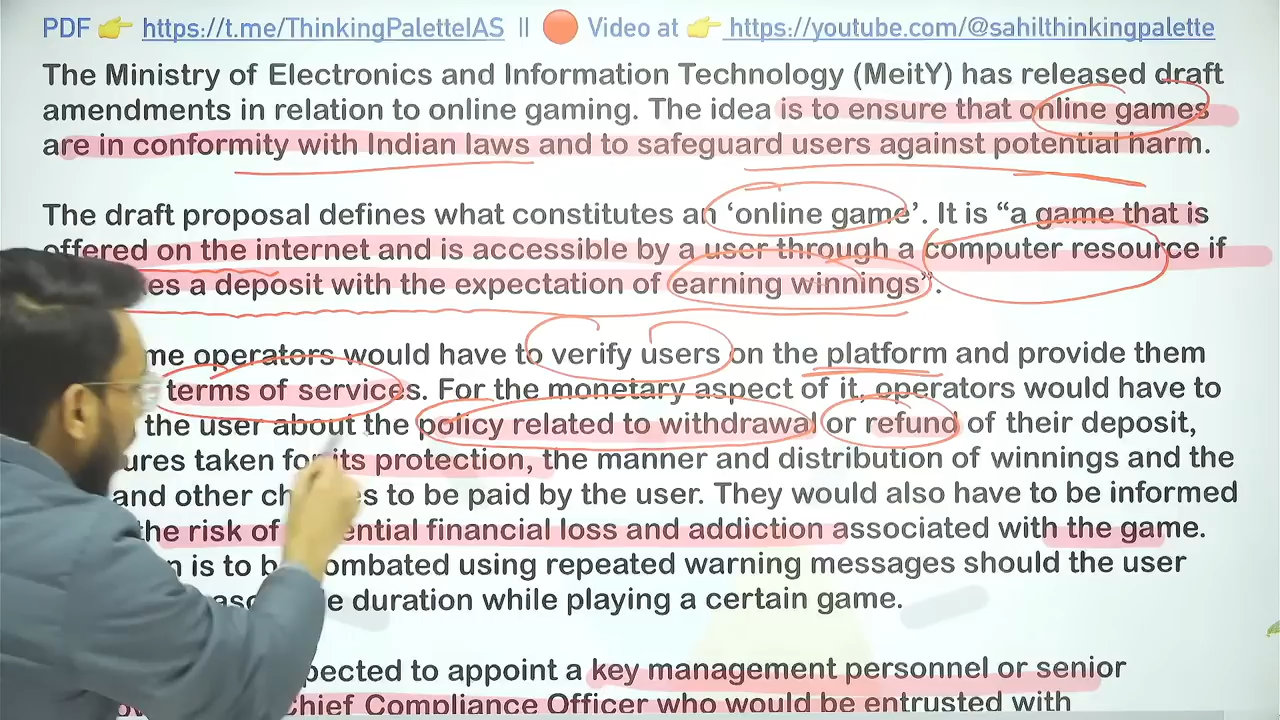 PDF 👉 https://t.me/ThinkingPaletteIAS || 🔴 Video at 👉 https://youtube.com/@sahilthinkingpalette
The Ministry of Electronics and Information Technology (MeitY) has released draft
amendments in relation to online gaming. The idea is to ensure that online games
are in conformity with Indian laws and to safeguard users against potential harm.
The draft proposal defines what constitutes an ‘online game’. It is “a game that is
offered on the internet and is accessible by a user through a computer resource if
a deposit with the expectation of earning winnings”.
operators would have to verify users on the platform and provide them
terms of services. For the monetary aspect of it, operators would have to
the user about the policy related to withdrawal or refund of their deposit,
taken for its protection, the manner and distribution of winnings and the
and other to be paid by the user. They would also have to be informed
the risk of financial loss and addiction associated with the game.
is to using repeated warning messages should the user
duration while playing a certain game.
to appoint a key management personnel or senior
Chief Compliance Officer who would be entrusted with